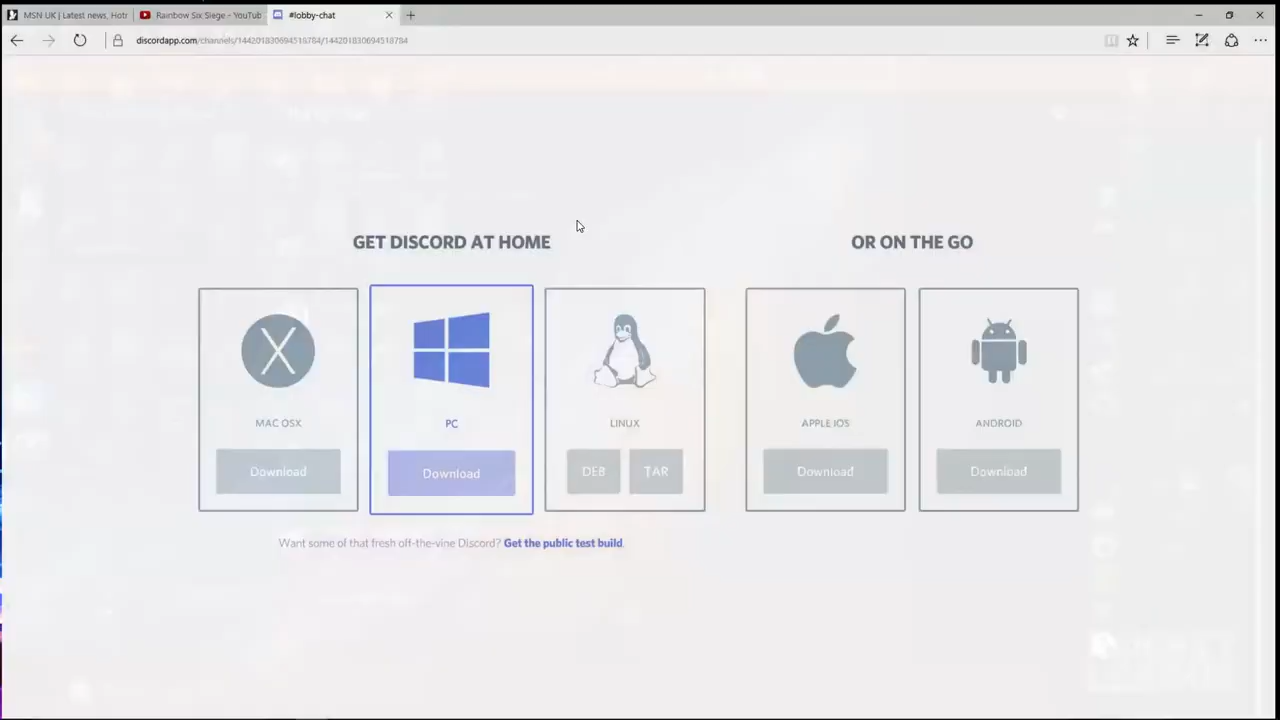 MSN UK | Latest news, Hotr
Rainbow Six Siege - YouTub
#lobby-chat
discordapp.com/channels/144201830694518784/144201830694518784
GET DISCORD AT HOME
OR ON THE GO
MAC OSX
PC
LINUX
APPLE IOS
ANDROID
Download
Download
DEB
TAR
Download
Download
Want some of that fresh off-the-vine Discord? Get the public test build.